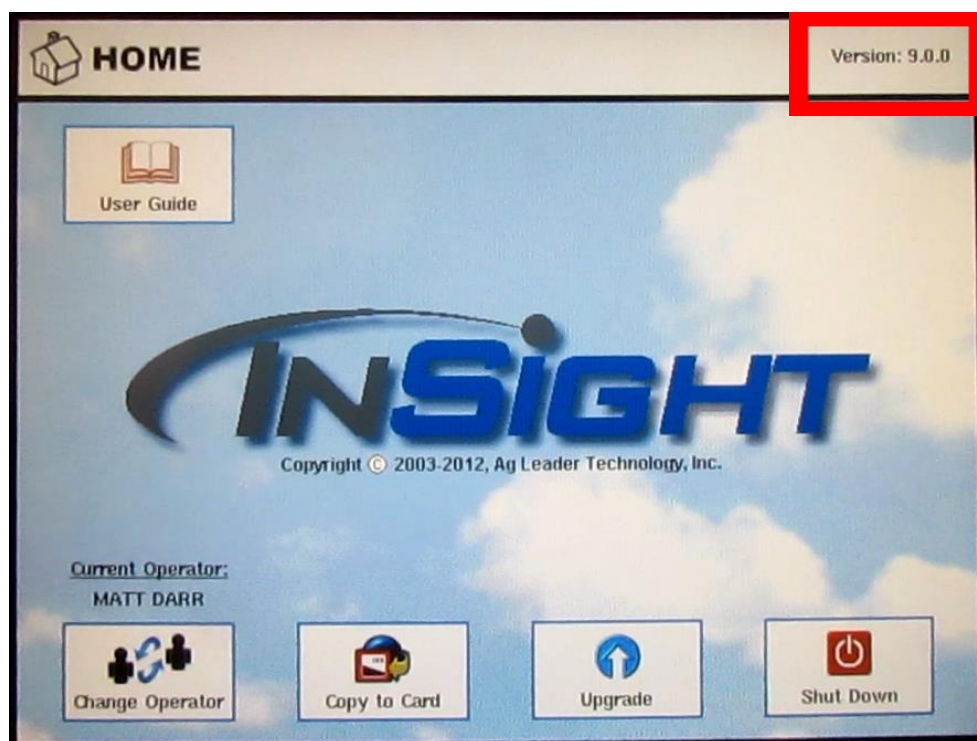 HOME
Version: 9.0.0
User Guide
INSIGHT
Copyright © 2003-2012, Ag Leader Technology, Inc.
Current Operator:
MATT DARR
Change Operator
Copy to Card
Upgrade
Shut Down